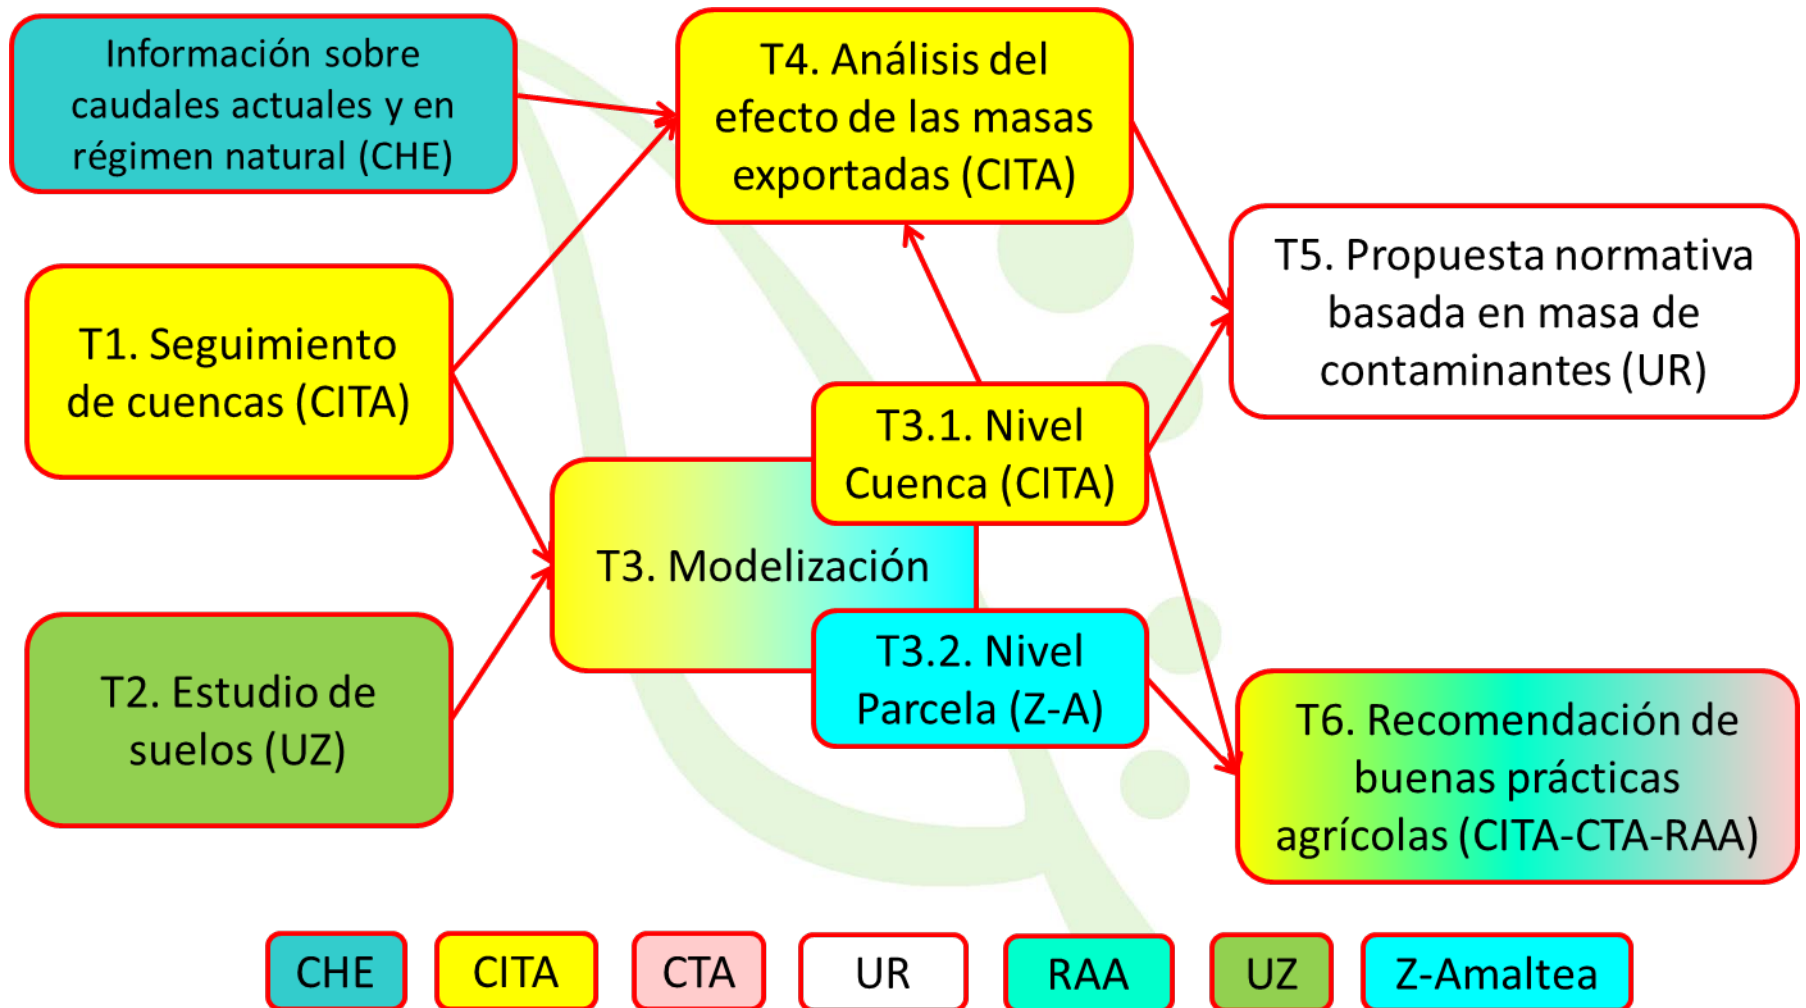 Información sobre
caudales actuales y en
régimen natural (CHE)
T4. Análisis del
efecto de las masas
exportadas (CITA)
T5. Propuesta normativa
basada en masa de
contaminantes (UR)
T1. Seguimiento
de cuencas (CITA)
T3.1. Nivel
Cuenca (CITA)
T3. Modelización
T3.2. Nivel
Parcela (Z-A)
T2. Estudio de
suelos (UZ)
T6. Recomendación de
buenas prácticas
agrícolas (CITA-CTA-RAA)
CHE
CITA
CTA
UR
RAA
UZ
Z-Amaltea